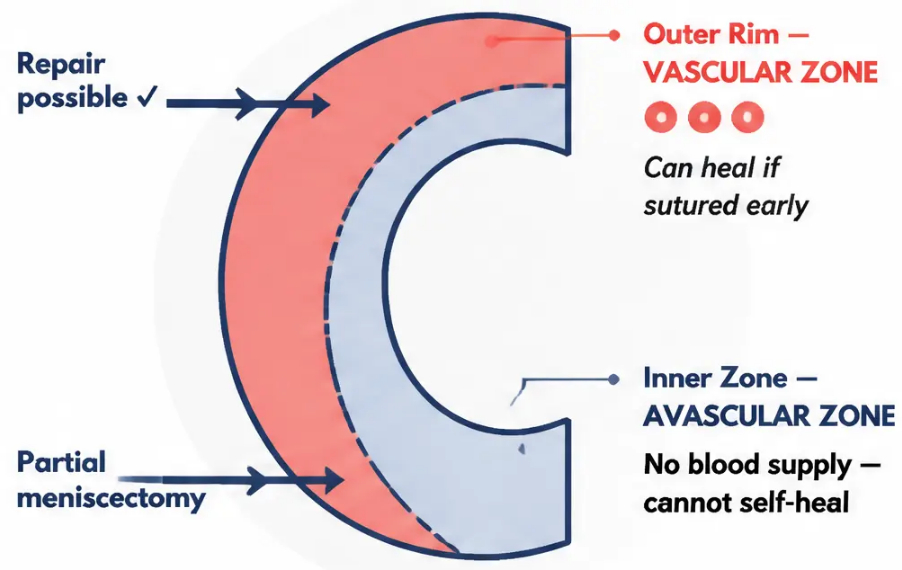 Repair
possible ✓
Outer Rim –
VASCULAR ZONE
Can heal if
sutured early
Inner Zone –
AVASCULAR ZONE
No blood supply –
cannot self-heal
Partial
meniscectomy